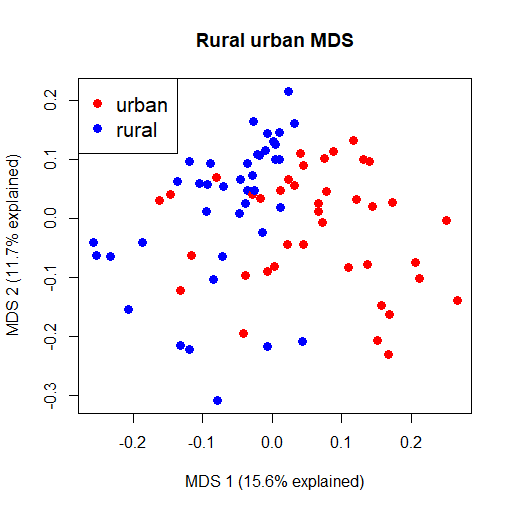 Rural urban MDS
urban
rural
0.2
0.1
0.0
-0.1
-0.2
-0.3
MDS 2 (11.7% explained)
-0.2
-0.1
0.0
0.1
0.2
MDS 1 (15.6% explained)